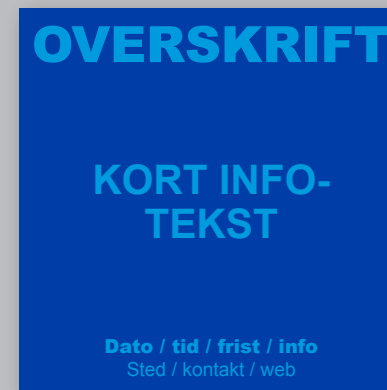 OVERSKRIFT
KORT INFO-
TEKST
Dato / tid / frist / info
Sted / kontakt / web